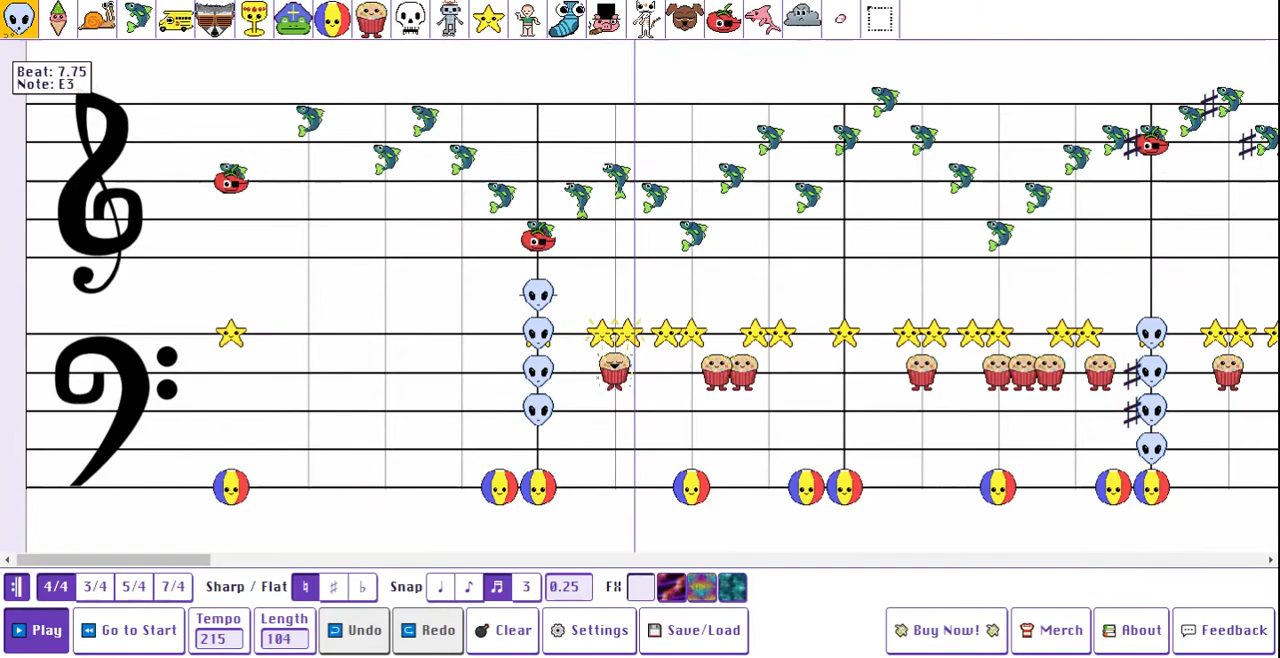 Beat: 7.75
Note: E3
4/4 3/4 5/4 7/4 Sharp / Flat ♮ ♯ ♭ Snap ♩ ♪ ♬ 3 0.25 FX
Play Go to Start Tempo 215 Length 104 Undo Redo Clear Settings Save/Load Buy Now! Merch About Feedback